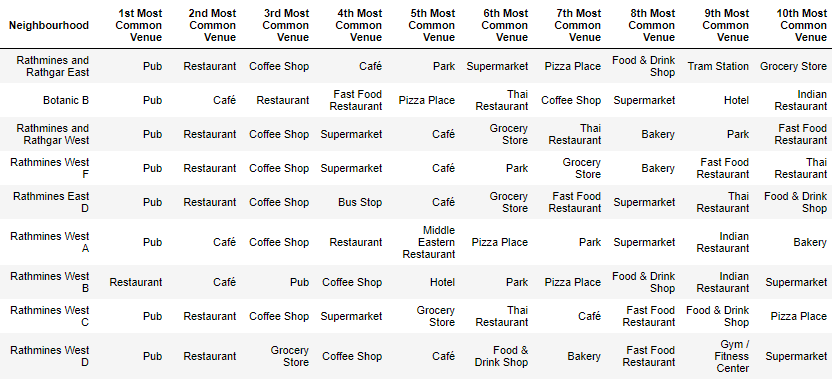 Neighbourhood 1st Most Common Venue 2nd Most Common Venue 3rd Most Common Venue 4th Most Common Venue 5th Most Common Venue 6th Most Common Venue 7th Most Common Venue 8th Most Common Venue 9th Most Common Venue 10th Most Common Venue
Rathmines and Rathgar East Pub Restaurant Coffee Shop Café Park Supermarket Pizza Place Food & Drink Shop Tram Station Grocery Store
Botanic B Pub Café Restaurant Fast Food Restaurant Pizza Place Thai Restaurant Coffee Shop Supermarket Hotel Indian Restaurant
Rathmines and Rathgar West Pub Restaurant Coffee Shop Supermarket Café Grocery Store Thai Restaurant Bakery Park Fast Food Restaurant
Rathmines West F Pub Restaurant Coffee Shop Supermarket Café Park Grocery Store Bakery Fast Food Restaurant Thai Restaurant
Rathmines East D Pub Restaurant Coffee Shop Bus Stop Café Grocery Store Fast Food Restaurant Supermarket Thai Restaurant Food & Drink Shop
Rathmines West A Pub Café Coffee Shop Restaurant Middle Eastern Restaurant Pizza Place Park Supermarket Indian Restaurant Bakery
Rathmines West B Restaurant Café Pub Coffee Shop Hotel Park Pizza Place Food & Drink Shop Indian Restaurant Supermarket
Rathmines West C Pub Restaurant Coffee Shop Supermarket Grocery Store Thai Restaurant Café Fast Food Restaurant Food & Drink Shop Pizza Place
Rathmines West D Pub Restaurant Grocery Store Coffee Shop Café Food & Drink Shop Bakery Fast Food Restaurant Gym / Fitness Center Supermarket